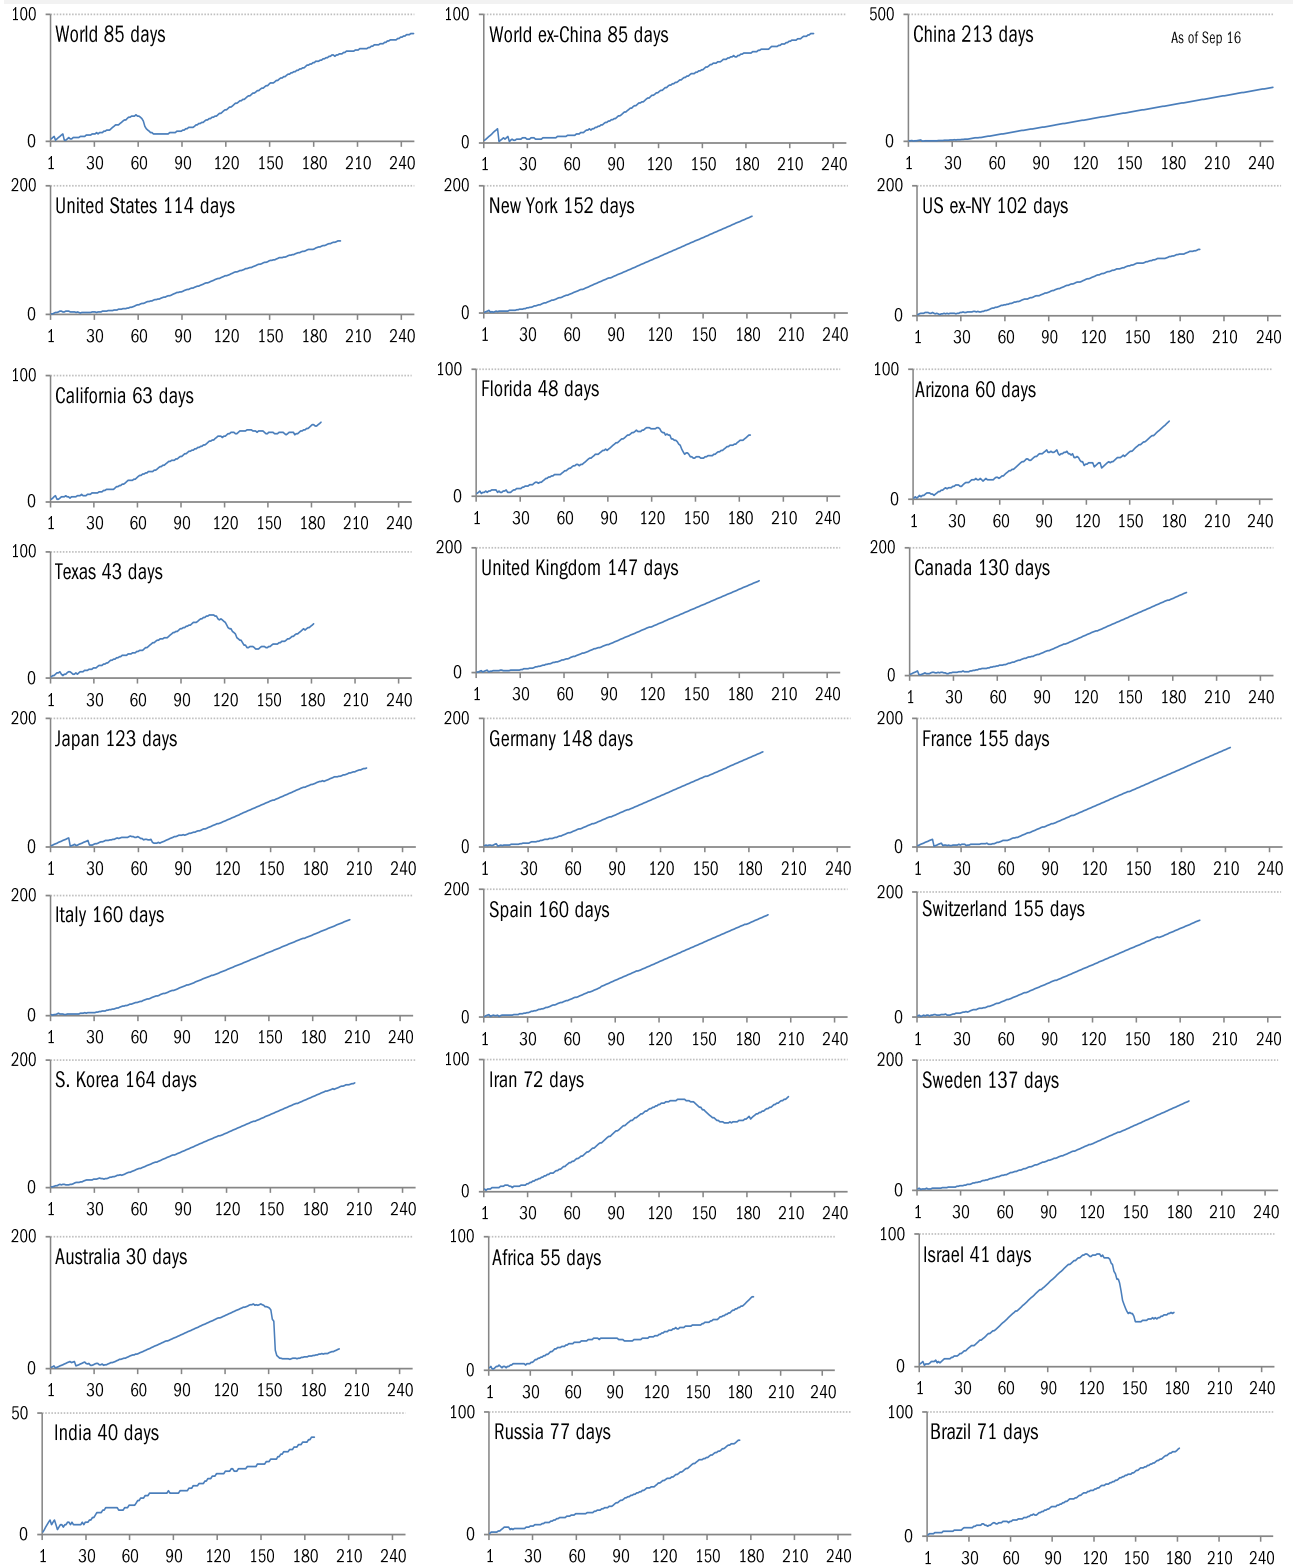 100
World 85 days
0
1 30 60 90 120 150 180 210 240
100
World ex-China 85 days
0
1 30 60 90 120 150 180 210 240
500
China 213 days
As of Sep 16
0
1 30 60 90 120 150 180 210 240
200
United States 114 days
0
1 30 60 90 120 150 180 210 240
200
New York 152 days
0
1 30 60 90 120 150 180 210 240
200
US ex-NY 102 days
0
1 30 60 90 120 150 180 210 240
100
California 63 days
0
1 30 60 90 120 150 180 210 240
100
Florida 48 days
0
1 30 60 90 120 150 180 210 240
100
Arizona 60 days
0
1 30 60 90 120 150 180 210 240
100
Texas 43 days
0
1 30 60 90 120 150 180 210 240
200
United Kingdom 147 days
0
1 30 60 90 120 150 180 210 240
200
Canada 130 days
0
1 30 60 90 120 150 180 210 240
200
Japan 123 days
0
1 30 60 90 120 150 180 210 240
200
Germany 148 days
0
1 30 60 90 120 150 180 210 240
200
France 155 days
0
1 30 60 90 120 150 180 210 240
200
Italy 160 days
0
1 30 60 90 120 150 180 210 240
200
Spain 160 days
0
1 30 60 90 120 150 180 210 240
200
Switzerland 155 days
0
1 30 60 90 120 150 180 210 240
200
S. Korea 164 days
0
1 30 60 90 120 150 180 210 240
100
Iran 72 days
0
1 30 60 90 120 150 180 210 240
200
Sweden 137 days
0
1 30 60 90 120 150 180 210 240
200
Australia 30 days
0
1 30 60 90 120 150 180 210 240
100
Africa 55 days
0
1 30 60 90 120 150 180 210 240
100
Israel 41 days
0
1 30 60 90 120 150 180 210 240
50
India 40 days
0
1 30 60 90 120 150 180 210 240
100
Russia 77 days
0
1 30 60 90 120 150 180 210 240
100
Brazil 71 days
0
1 30 60 90 120 150 180 210 240